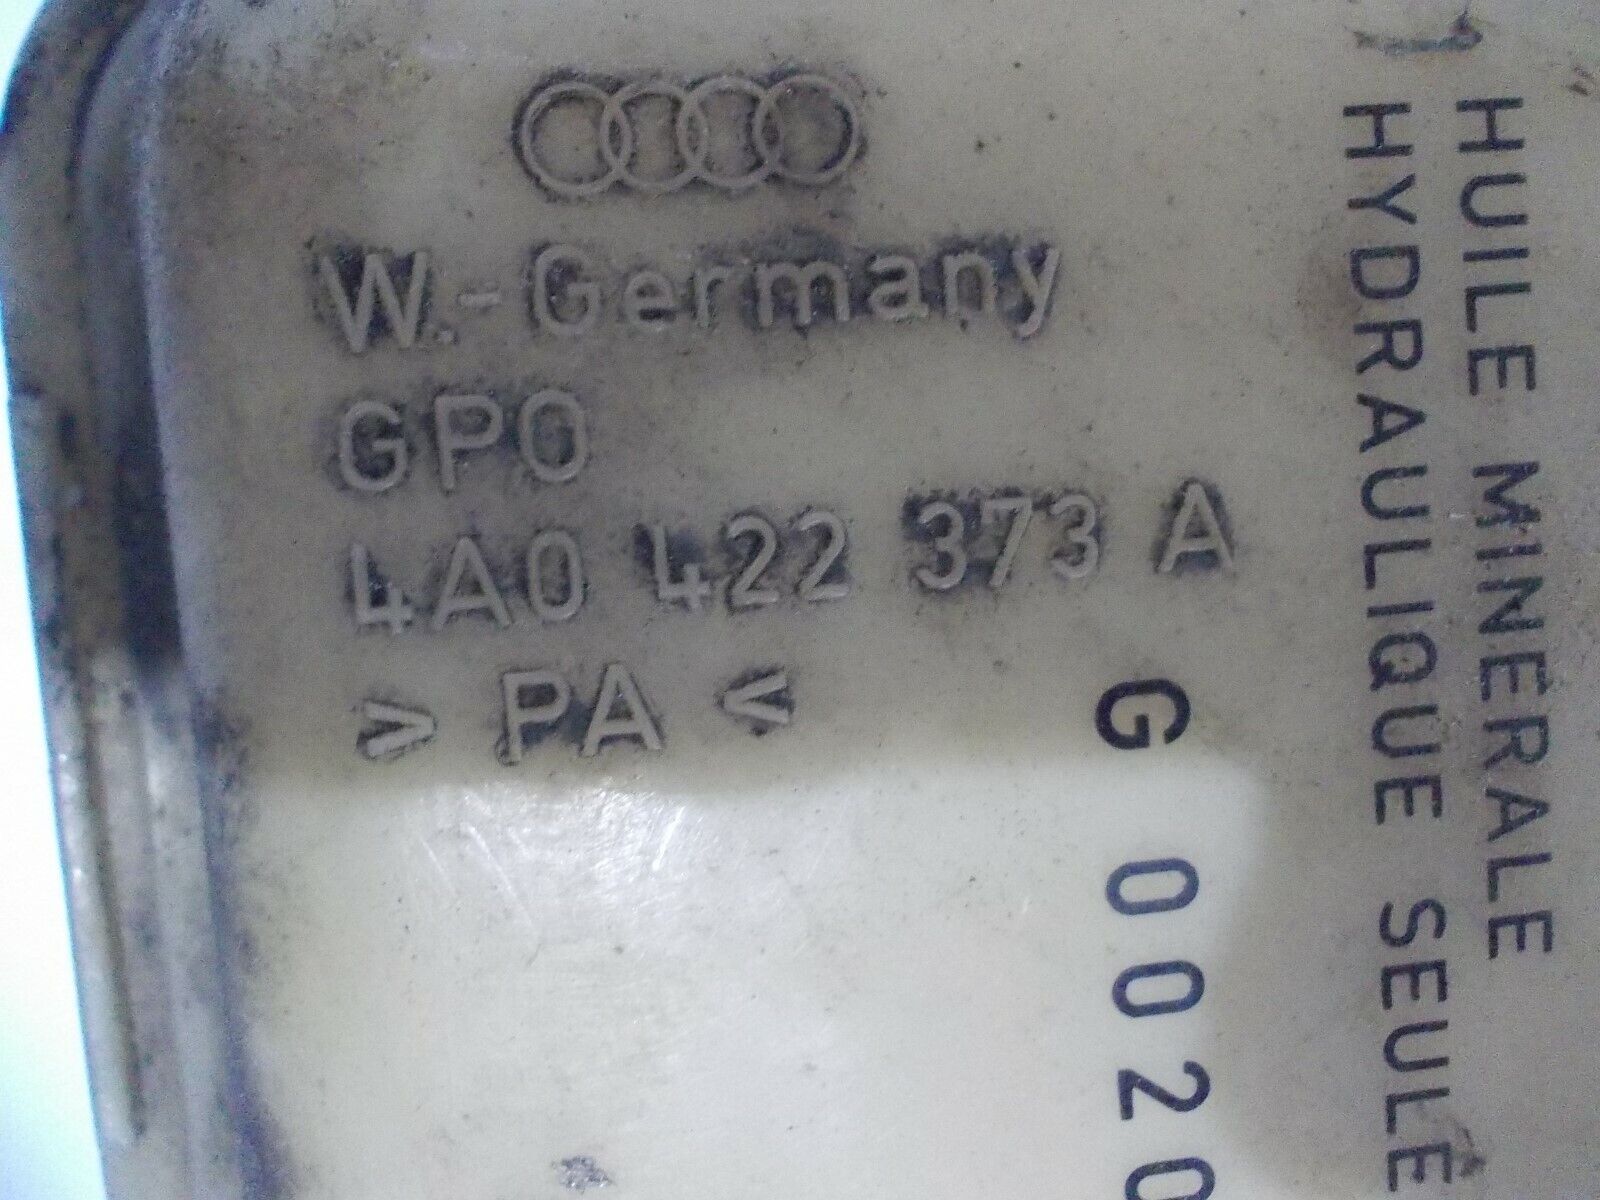 W.-Germany
GPO
4A0 422 373 A
> PA <
G 0020
HUILE MINERALE
HYDRAULIQUE SEULE